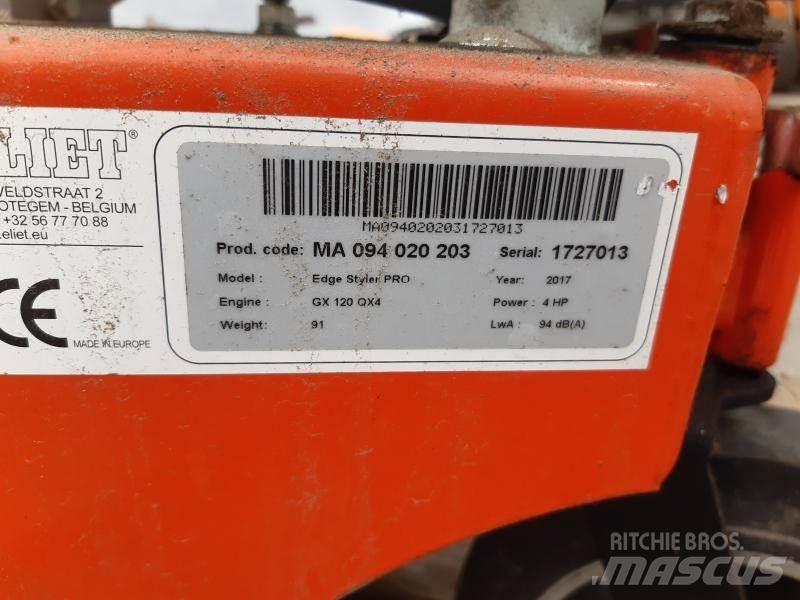 LIET®
VELDSTRAAT 2
OTEGEM - BELGIUM
+32 56 77 70 88
.eliet.eu
CE
MADE IN EUROPE
MA0940202031727013
Prod. code: MA 094 020 203 Serial: 1727013
Model : Edge Styler PRO Year: 2017
Engine : GX 120 QX4 Power : 4 HP
Weight: 91 LwA : 94 dB(A)
RITCHIE BROS.
MASCUS